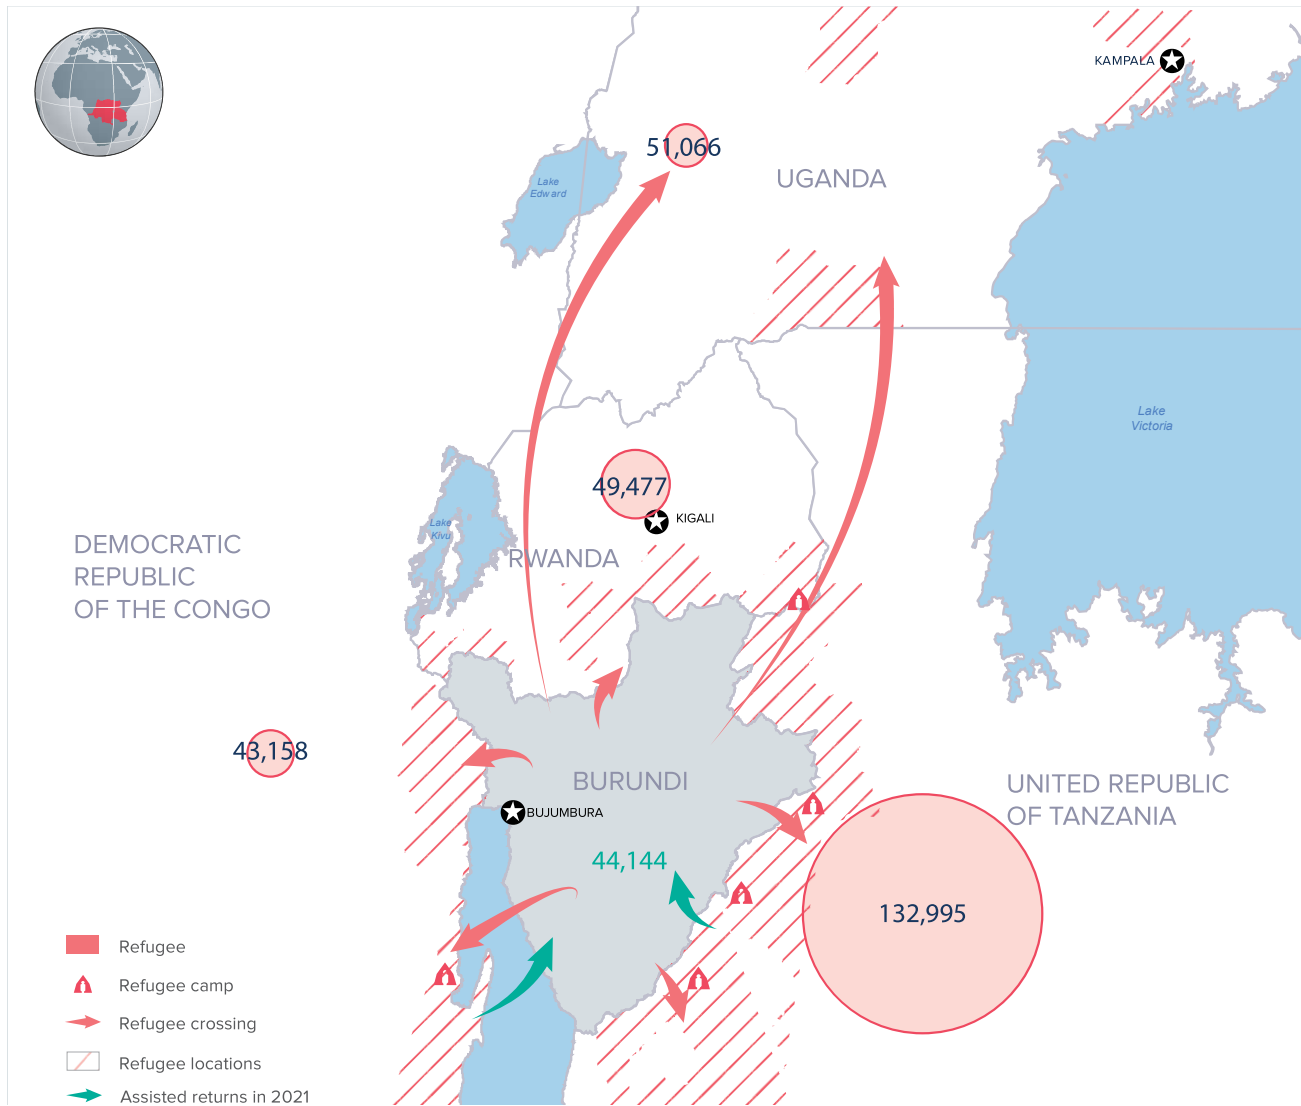 KAMPALA
51,066
UGANDA
Lake
Edward
Lake
Victoria
49,477
KIGALI
Lake
Kivu
RWANDA
DEMOCRATIC
REPUBLIC
OF THE CONGO
43,158
BURUNDI
UNITED REPUBLIC
OF TANZANIA
BUJUMBURA
44,144
132,995
Refugee
Refugee camp
Refugee crossing
Refugee locations
Assisted returns in 2021